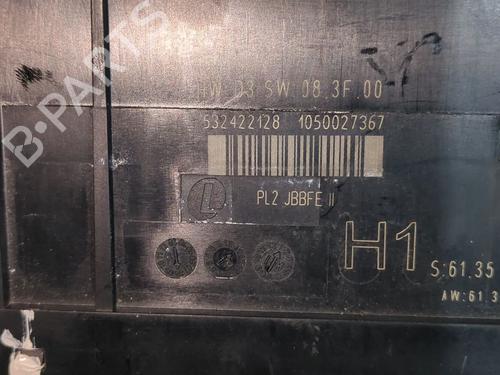 B-PARTS
HW 03 SW 08.3F.00
532422128 1050027367
L PL2 JBBFE II
H1
S:61.35
AW:61.3